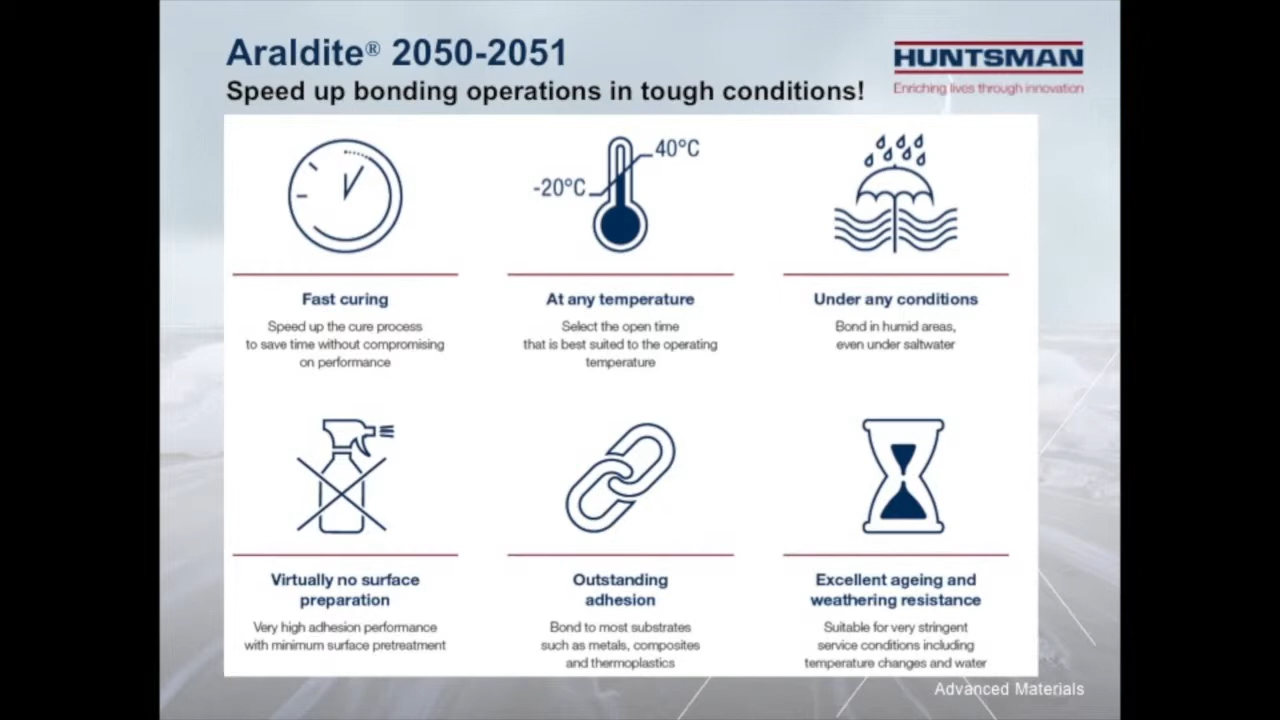 Araldite® 2050-2051
Speed up bonding operations in tough conditions!
HUNTSMAN
Enriching lives through innovation
-20°C
40°C
Fast curing
Speed up the cure process
to save time without compromising
on performance
At any temperature
Select the open time
that is best suited to the operating
temperature
Under any conditions
Bond in humid areas,
even under saltwater
Virtually no surface
preparation
Very high adhesion performance
with minimum surface pretreatment
Outstanding
adhesion
Bond to most substrates
such as metals, composites
and thermoplastics
Excellent ageing and
weathering resistance
Suitable for very stringent
service conditions including
temperature changes and water
Advanced Materials